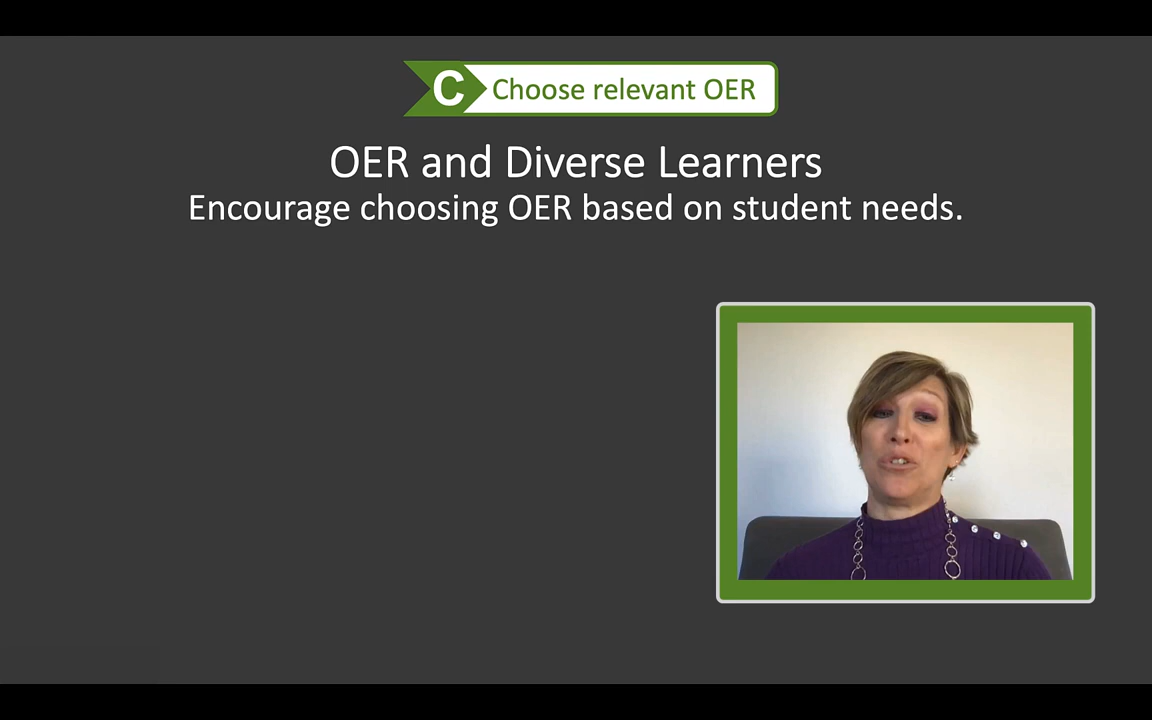 C Choose relevant OER
OER and Diverse Learners
Encourage choosing OER based on student needs.